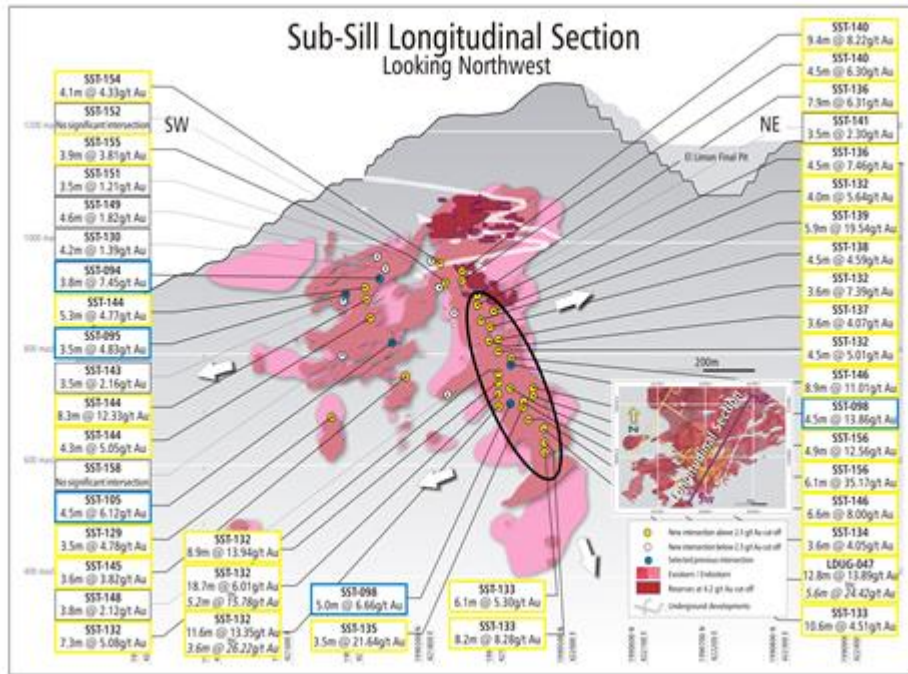 Sub-Sill Longitudinal Section
Looking Northwest
SW
NE
El Limon Final Pit
SST-154
4.1m @ 4.33g/t Au
SST-152
No significant intersection
SST-155
3.9m @ 3.81g/t Au
SST-151
3.5m @ 1.21g/t Au
SST-149
4.6m @ 1.82g/t Au
SST-130
4.2m @ 1.39g/t Au
SST-094
3.8m @ 7.45g/t Au
SST-144
5.3m @ 4.77g/t Au
SST-095
3.5m @ 4.83g/t Au
SST-143
3.5m @ 2.16g/t Au
SST-144
8.3m @ 12.33g/t Au
SST-144
4.3m @ 5.05g/t Au
SST-158
No significant intersection
SST-105
4.5m @ 6.12g/t Au
SST-129
3.5m @ 4.78g/t Au
SST-145
3.6m @ 3.82g/t Au
SST-148
3.8m @ 2.12g/t Au
SST-132
7.3m @ 5.08g/t Au
SST-132
8.9m @ 13.94g/t Au
SST-132
18.7m @ 6.01g/t Au
5.2m @ 15.78g/t Au
SST-132
11.6m @ 13.35g/t Au
3.6m @ 26.22g/t Au
SST-098
5.0m @ 6.66g/t Au
SST-135
3.5m @ 21.64g/t Au
SST-133
6.1m @ 5.30g/t Au
SST-133
8.2m @ 8.28g/t Au
SST-140
9.4m @ 8.22g/t Au
SST-140
4.5m @ 6.30g/t Au
SST-136
7.9m @ 6.31g/t Au
SST-141
3.5m @ 2.30g/t Au
SST-136
4.5m @ 7.46g/t Au
SST-132
4.0m @ 5.64g/t Au
SST-139
5.9m @ 19.54g/t Au
SST-138
4.5m @ 4.59g/t Au
SST-132
3.6m @ 7.39g/t Au
SST-137
3.6m @ 4.07g/t Au
SST-132
4.5m @ 5.01g/t Au
SST-146
8.9m @ 11.01g/t Au
SST-098
4.5m @ 13.86g/t Au
SST-156
4.9m @ 12.56g/t Au
SST-156
6.1m @ 35.17g/t Au
SST-146
6.6m @ 8.00g/t Au
SST-134
3.6m @ 4.05g/t Au
LDUG-047
12.8m @ 13.89g/t Au
5.6m @ 24.42g/t Au
SST-133
10.6m @ 4.51g/t Au
200m
Longitudinal Section
N
New intersection above 2.5 g/t Au cut off
New intersection below 2.5 g/t Au cut off
Selected previous intersection
Exoskarn / Endoskarn
Reserves at 4.2 g/t Au cut off
Underground developments